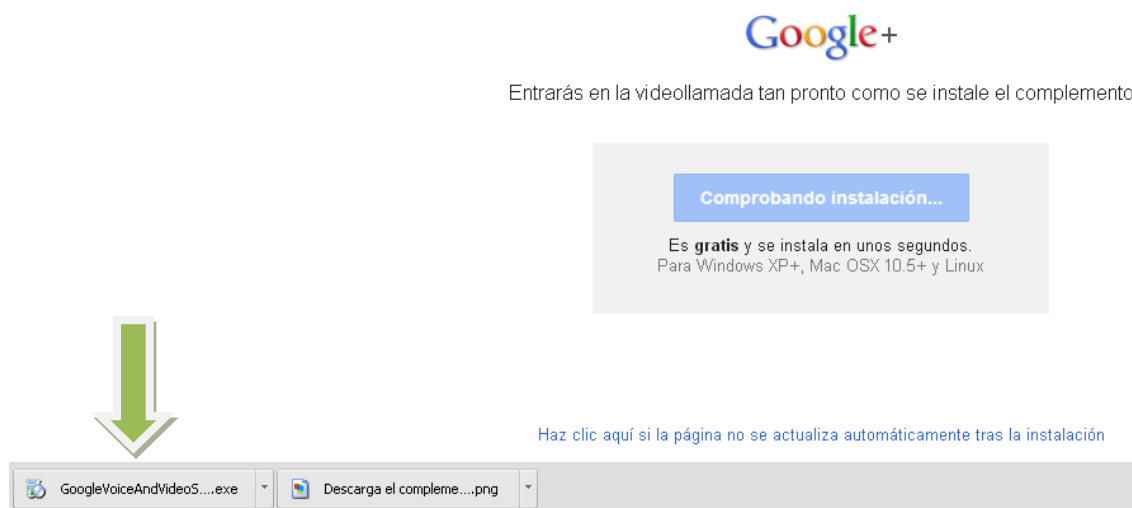 Google+
Entrarás en la videollamada tan pronto como se instale el complemento
Comprobando instalación...
Es gratis y se instala en unos segundos.
Para Windows XP+, Mac OSX 10.5+ y Linux
Haz clic aquí si la página no se actualiza automáticamente tras la instalación
GoogleVoiceAndVideoS....exe
Descarga el compleme....png